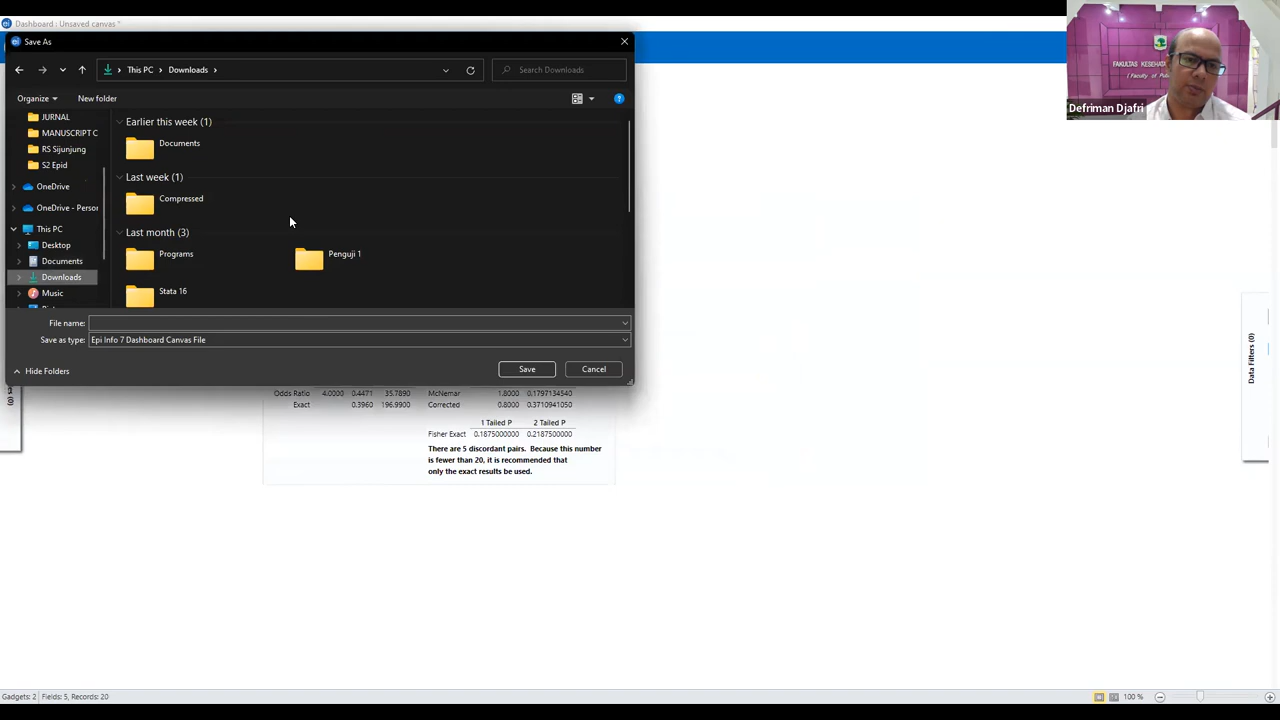 Dashboard : Unsaved canvas *
Save As
This PC
Downloads
Search Downloads
Organize
New folder
JURNAL
MANUSCRIPT C
RS Sijunjung
S2 Epid
OneDrive
OneDrive - Person
This PC
Desktop
Documents
Downloads
Music
Earlier this week (1)
Documents
Last week (1)
Compressed
Last month (3)
Programs
Penguji 1
Stata 16
File name:
Save as type: Epi Info 7 Dashboard Canvas File
Hide Folders
Save
Cancel
FAKULTAS KESEHATA
(Faculty of Pu
Defriman Djafri
Data Filters (0)
Odds Ratio 4.0000 0.4471 35.7890 McNemar 1.8000 0.1797134540
Exact 0.3960 196.9900 Corrected 0.8000 0.3710941050
1 Tailed P 2 Tailed P
Fisher Exact 0.1875000000 0.2187500000
There are 5 discordant pairs. Because this number
is fewer than 20, it is recommended that
only the exact results be used.
Gadgets: 2 Fields: 5, Records: 20
100 %